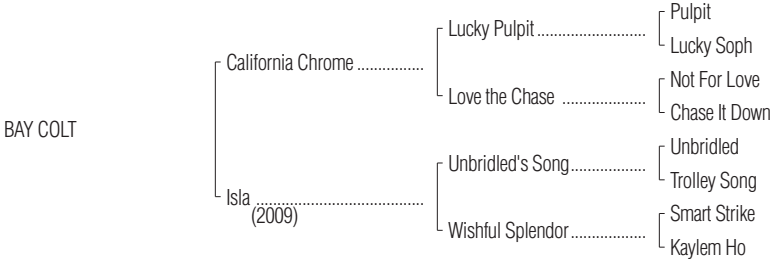 Pulpit
Lucky Pulpit ..........................
Lucky Soph
California Chrome ................
Not For Love
Love the Chase ....................
Chase It Down
BAY COLT
Unbridled
Unbridled's Song..................
Trolley Song
Isla ........................................
(2009)
Smart Strike
Wishful Splendor..................
Kaylem Ho